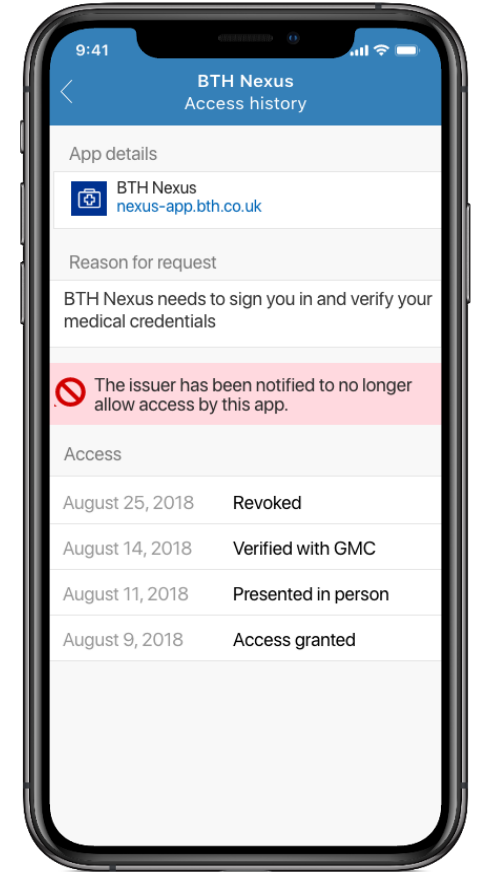 9:41
BTH Nexus
Access history
App details
BTH Nexus
nexus-app.bth.co.uk
Reason for request
BTH Nexus needs to sign you in and verify your
medical credentials
The issuer has been notified to no longer
allow access by this app.
Access
August 25, 2018 Revoked
August 14, 2018 Verified with GMC
August 11, 2018 Presented in person
August 9, 2018 Access granted